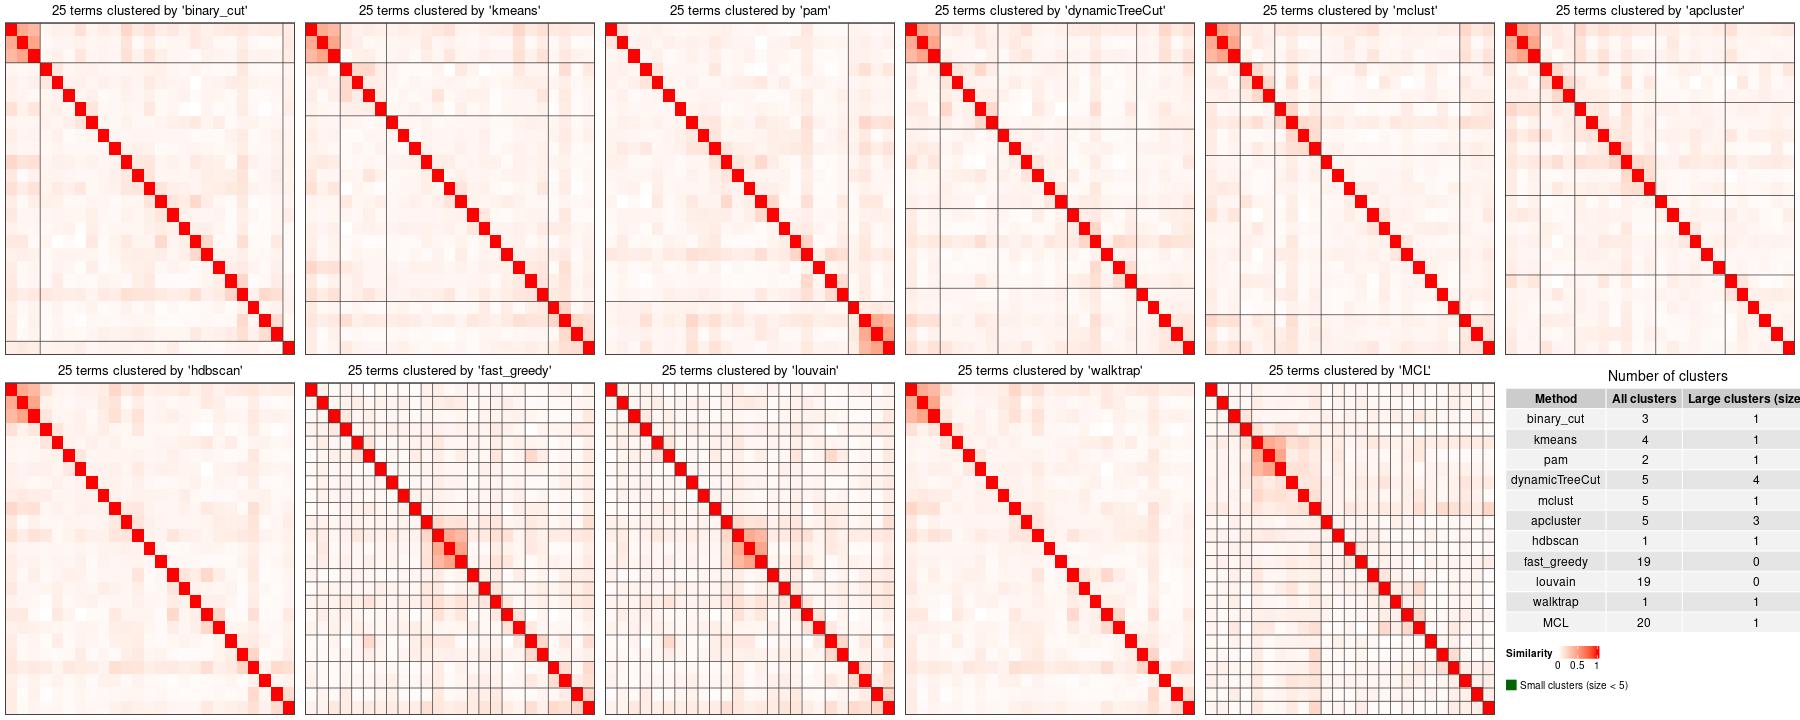 25 terms clustered by 'binary_cut'
25 terms clustered by 'kmeans'
25 terms clustered by 'pam'
25 terms clustered by 'dynamicTreeCut'
25 terms clustered by 'mclust'
25 terms clustered by 'apcluster'
25 terms clustered by 'hdbscan'
25 terms clustered by 'fast_greedy'
25 terms clustered by 'louvain'
25 terms clustered by 'walktrap'
25 terms clustered by 'MCL'
Number of clusters
Method All clusters Large clusters (size
binary_cut 3 1
kmeans 4 1
pam 2 1
dynamicTreeCut 5 4
mclust 5 1
apcluster 5 3
hdbscan 1 1
fast_greedy 19 0
louvain 19 0
walktrap 1 1
MCL 20 1
Similarity
0 0.5 1
Small clusters (size < 5)